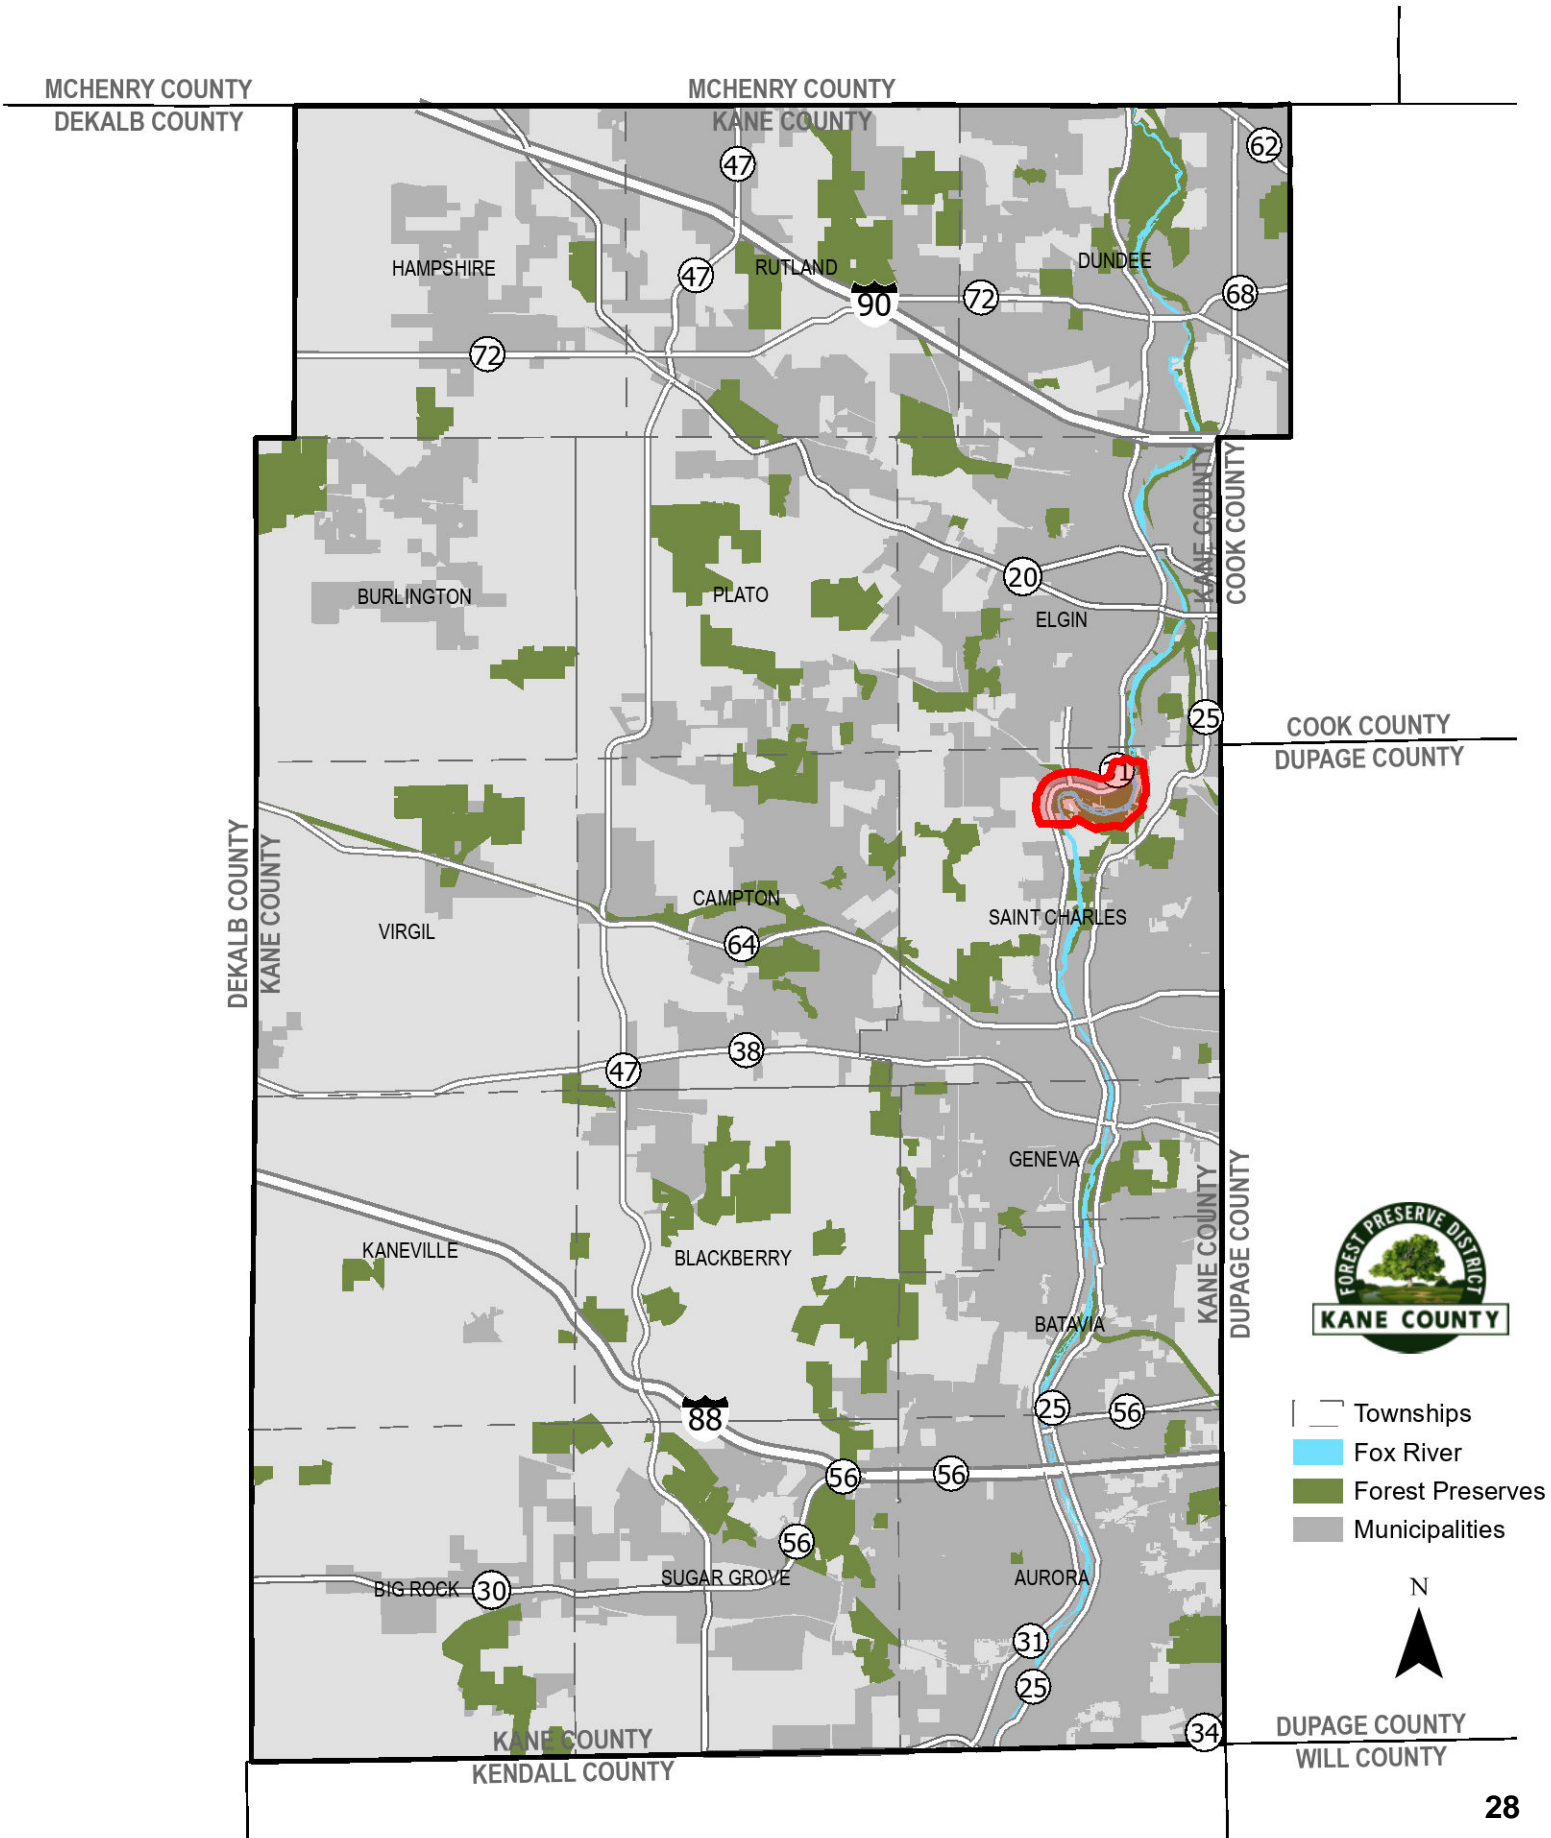 MCHENRY COUNTY
DEKALB COUNTY
MCHENRY COUNTY
KANE COUNTY
62
47
HAMPSHIRE
47
RUTLAND
DUNDEE
90
72
68
72
KANE COUNTY
COOK COUNTY
BURLINGTON
PLATO
20
ELGIN
25
COOK COUNTY
DUPAGE COUNTY
DEKALB COUNTY
KANE COUNTY
CAMPTON
SAINT CHARLES
VIRGIL
64
38
47
GENEVA
KANE COUNTY
DUPAGE COUNTY
KANEVILLE
BLACKBERRY
BATAVIA
FOREST PRESERVE DISTRICT
KANE COUNTY
88
25
56
Townships
Fox River
56
56
Forest Preserves
Municipalities
56
BIG ROCK
30
SUGAR GROVE
AURORA
N
31
25
34
KANE COUNTY
KENDALL COUNTY
DUPAGE COUNTY
WILL COUNTY
28